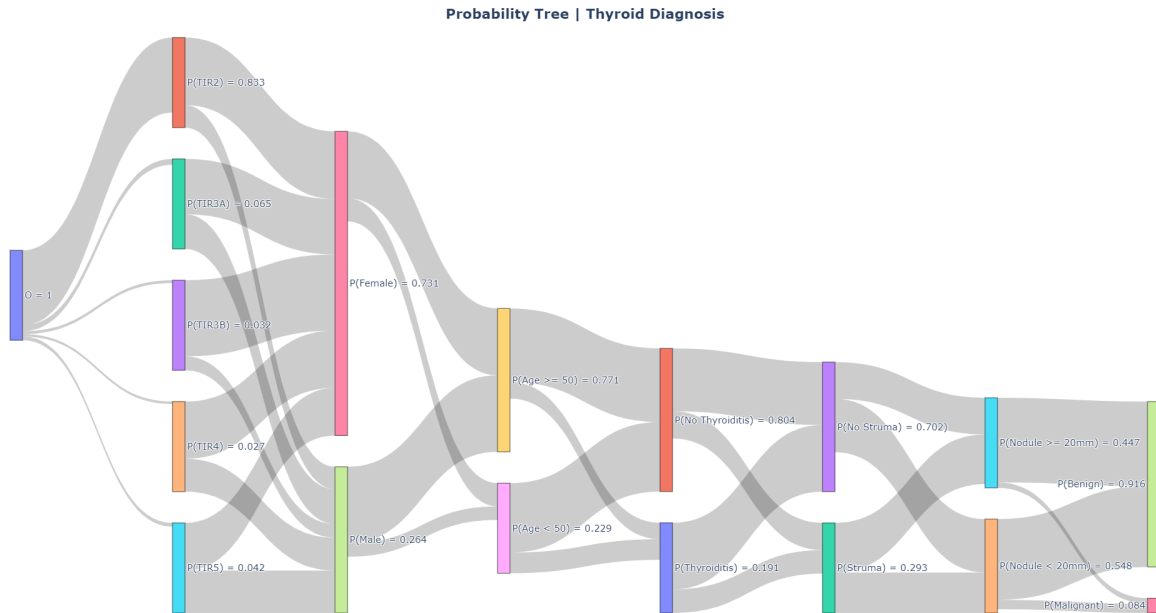 Probability Tree | Thyroid Diagnosis
O = 1
P(TIR2) = 0.833
P(TIR3A) = 0.065
P(TIR3B) = 0.032
P(TIR4) = 0.027
P(TIR5) = 0.042
P(Female) = 0.731
P(Male) = 0.264
P(Age >= 50) = 0.771
P(Age < 50) = 0.229
P(No Thyroiditis) = 0.804
P(Thyroiditis) = 0.191
P(No Struma) = 0.702)
P(Struma) = 0.293
P(Nodule >= 20mm) = 0.447
P(Nodule < 20mm) = 0.548
P(Benign) = 0.916
P(Malignant) = 0.084